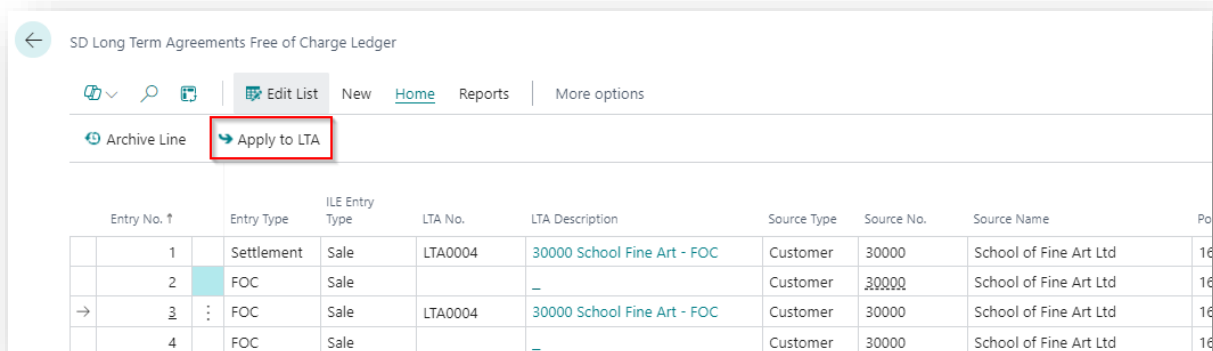 SD Long Term Agreements Free of Charge Ledger
Edit List New Home Reports More options
Archive Line Apply to LTA
Entry No. ↑ Entry Type ILE Entry Type LTA No. LTA Description Source Type Source No. Source Name Po
1 Settlement Sale LTA0004 30000 School Fine Art - FOC Customer 30000 School of Fine Art Ltd 16
2 FOC Sale _ Customer 30000 School of Fine Art Ltd 16
3 FOC Sale LTA0004 30000 School Fine Art - FOC Customer 30000 School of Fine Art Ltd 16
4 FOC Sale _ Customer 30000 School of Fine Art Ltd 16